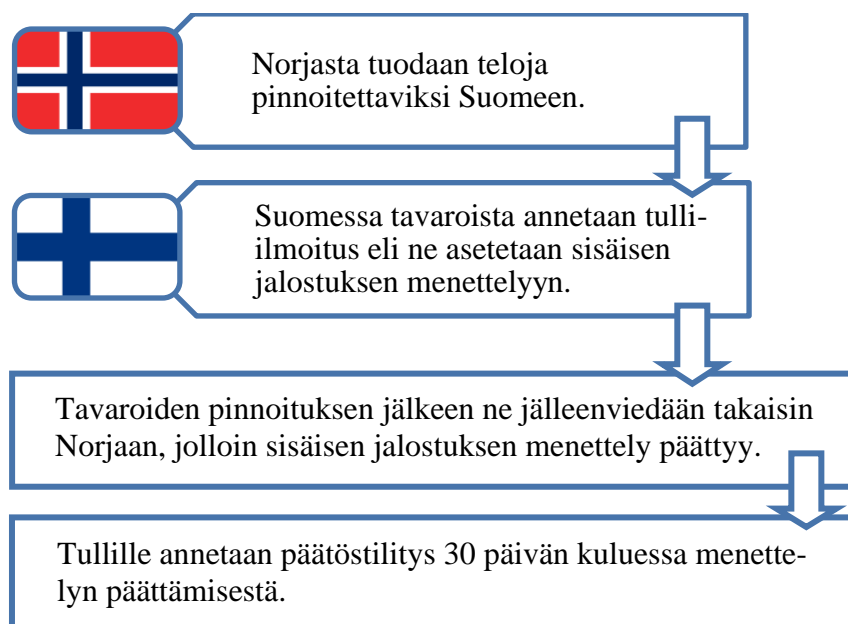 Norjasta tuodaan teloja
pinnoitettaviksi Suomeen.
Suomessa tavaroista annetaan tulli-
ilmoitus eli ne asetetaan sisäisen
jalostuksen menettelyyn.
Tavaroiden pinnoituksen jälkeen ne jälleenviedään takaisin
Norjaan, jolloin sisäisen jalostuksen menettely päättyy.
Tullille annetaan päätöstilitys 30 päivän kuluessa menette-
lyn päättämisestä.